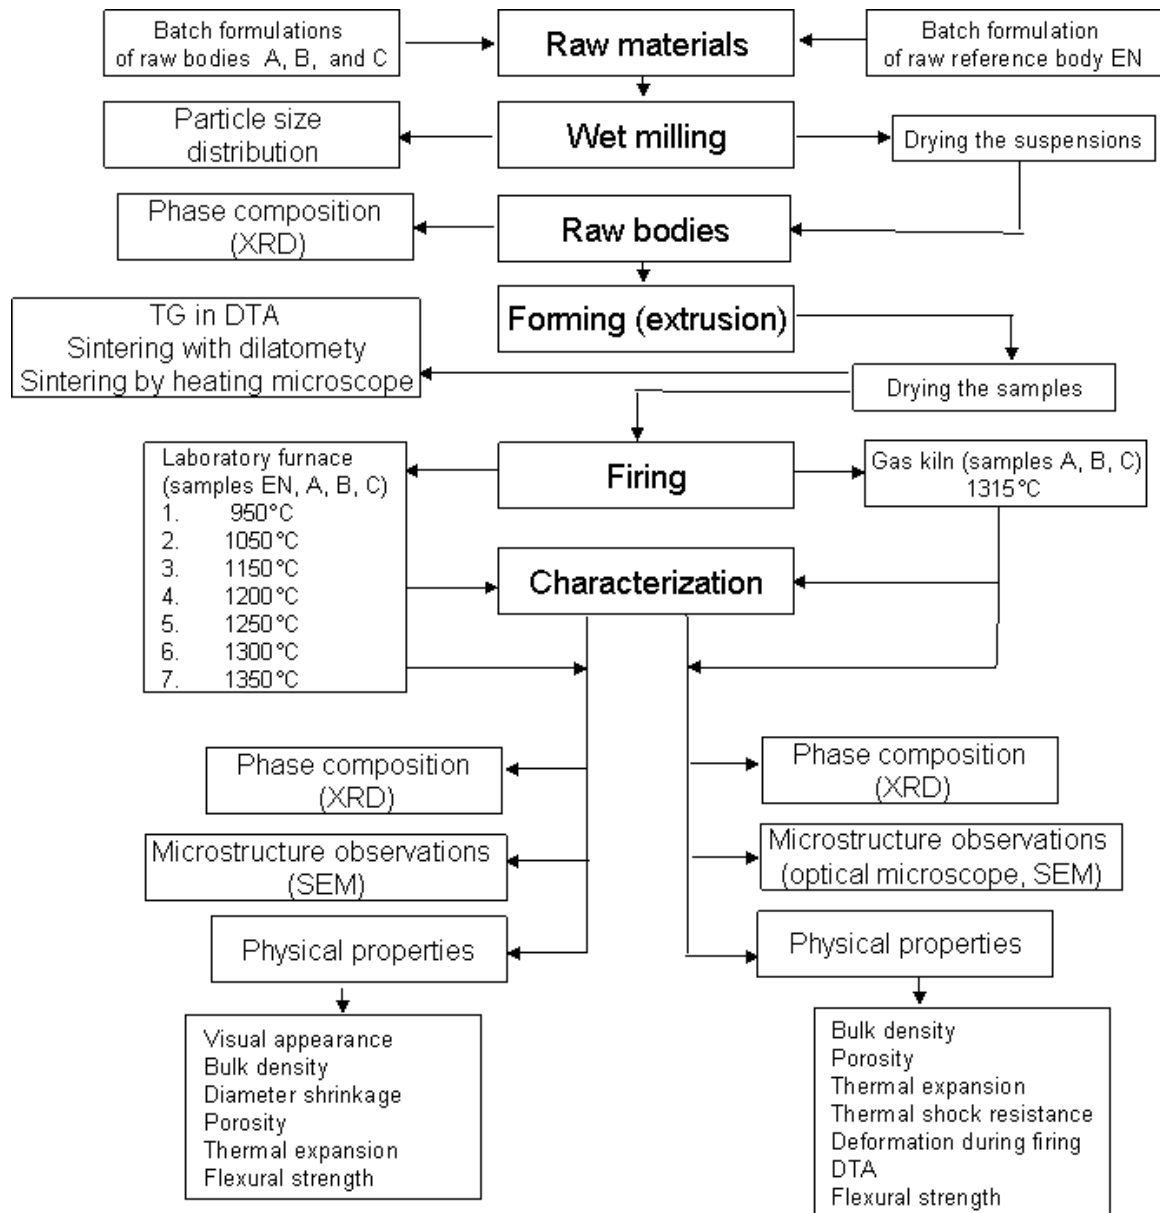 Batch formulations
of raw bodies A, B, and C
Raw materials
Batch formulation
of raw reference body EN
Particle size
distribution
Wet milling
Drying the suspensions
Phase composition
(XRD)
Raw bodies
Forming (extrusion)
TG in DTA
Sintering with dilatomety
Sintering by heating microscope
Drying the samples
Laboratory furnace
(samples EN, A, B, C)
1. 950°C
2. 1050°C
3. 1150°C
4. 1200°C
5. 1250°C
6. 1300°C
7. 1350°C
Firing
Gas kiln (samples A, B, C)
1315°C
Characterization
Phase composition
(XRD)
Microstructure observations
(SEM)
Physical properties
Visual appearance
Bulk density
Diameter shrinkage
Porosity
Thermal expansion
Flexural strength
Phase composition
(XRD)
Microstructure observations
(optical microscope, SEM)
Physical properties
Bulk density
Porosity
Thermal expansion
Thermal shock resistance
Deformation during firing
DTA
Flexural strength